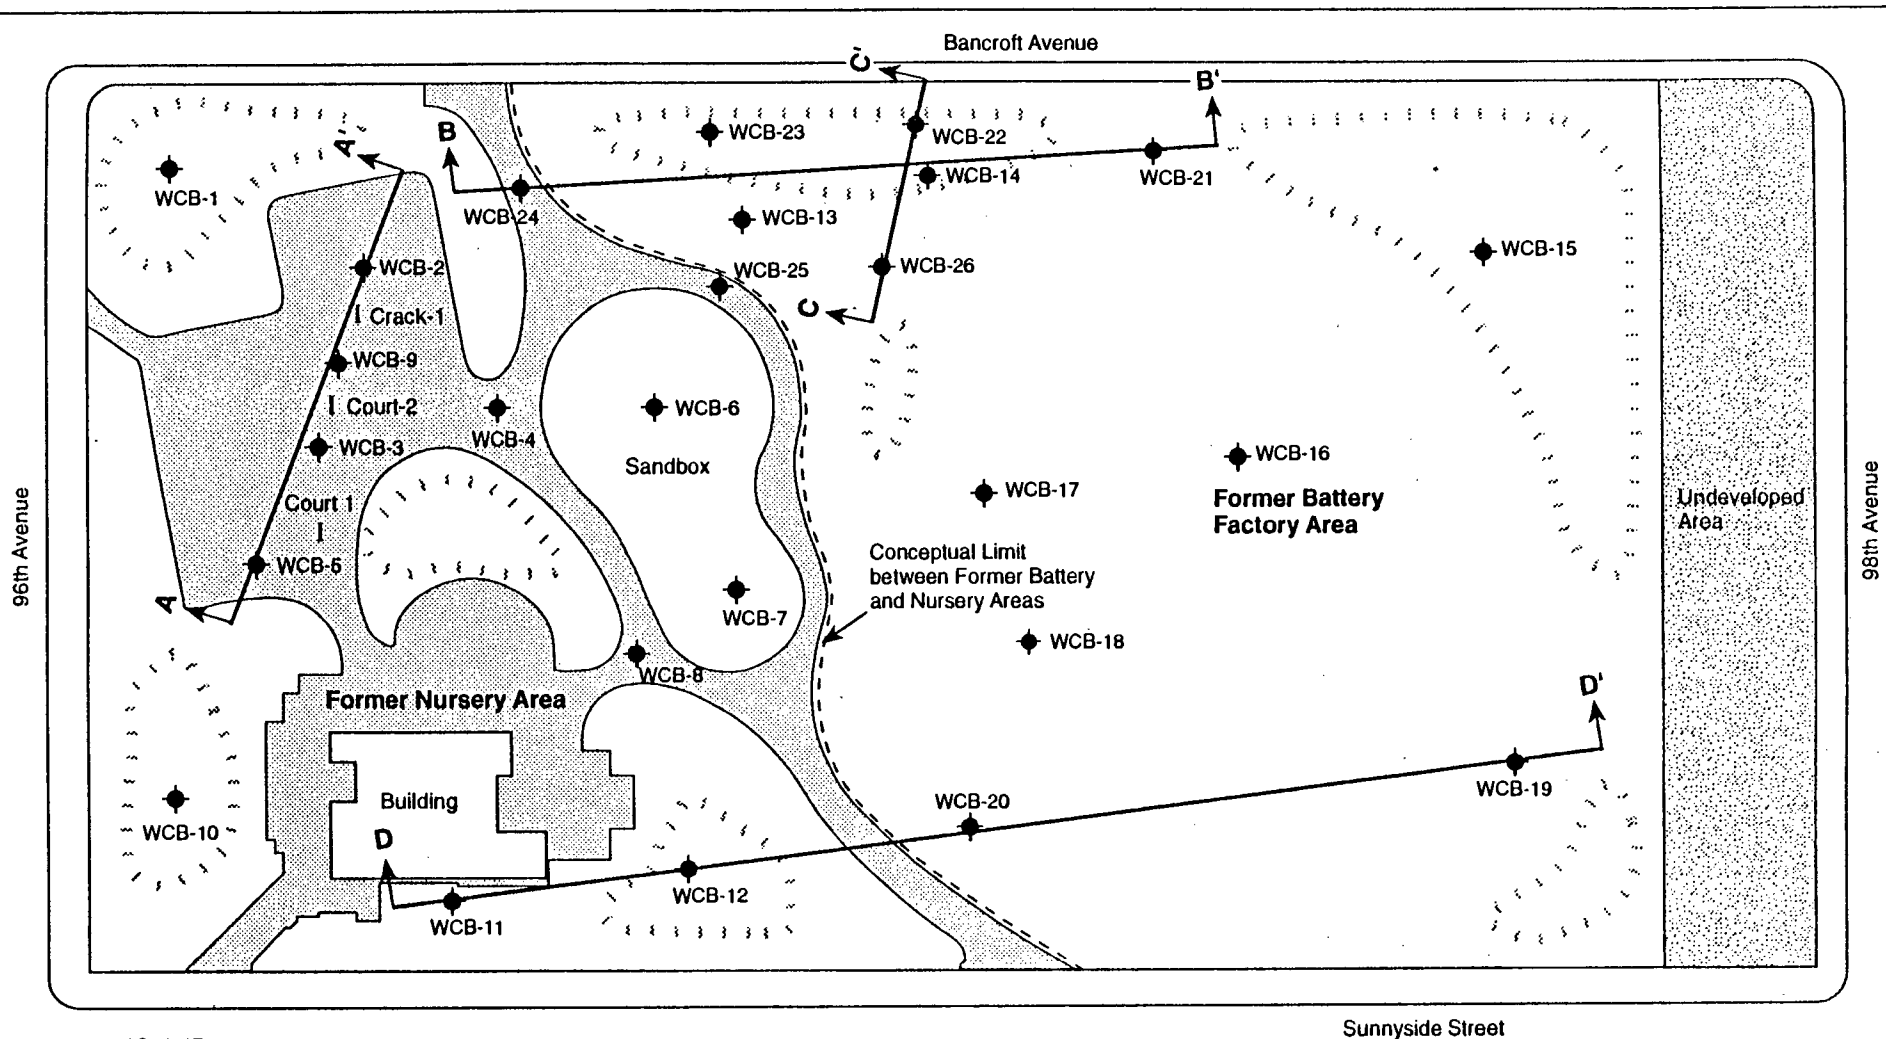 Bancroft Avenue
C'
B'
B
A'
WCB-23
WCB-22
WCB-1
WCB-14
WCB-21
WCB-24
WCB-13
WCB-15
WCB-2
WCB-25
WCB-26
C
Crack-1
WCB-9
Court-2
WCB-6
WCB-4
WCB-3
Sandbox
WCB-16
WCB-17
Former Battery
Factory Area
Undeveloped
Area
96th Avenue
98th Avenue
Court 1
Conceptual Limit
between Former Battery
and Nursery Areas
A
WCB-7
WCB-18
WCB-8
Former Nursery Area
D'
Building
WCB-20
WCB-19
WCB-10
D
WCB-12
WCB-11
Sunnyside Street